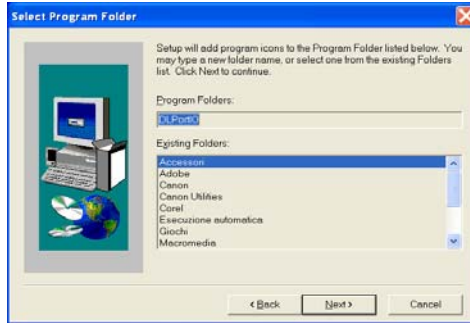 Select Program Folder
Setup will add program icons to the Program Folder listed below. You
may type a new folder name, or select one from the existing Folders
list. Click Next to continue.
Program Folders:
DLPortIO
Existing Folders:
Accessori
Adobe
Canon
Canon Utilities
Corel
Esecuzione automatica
Giochi
Macromedia
< Back
Next >
Cancel